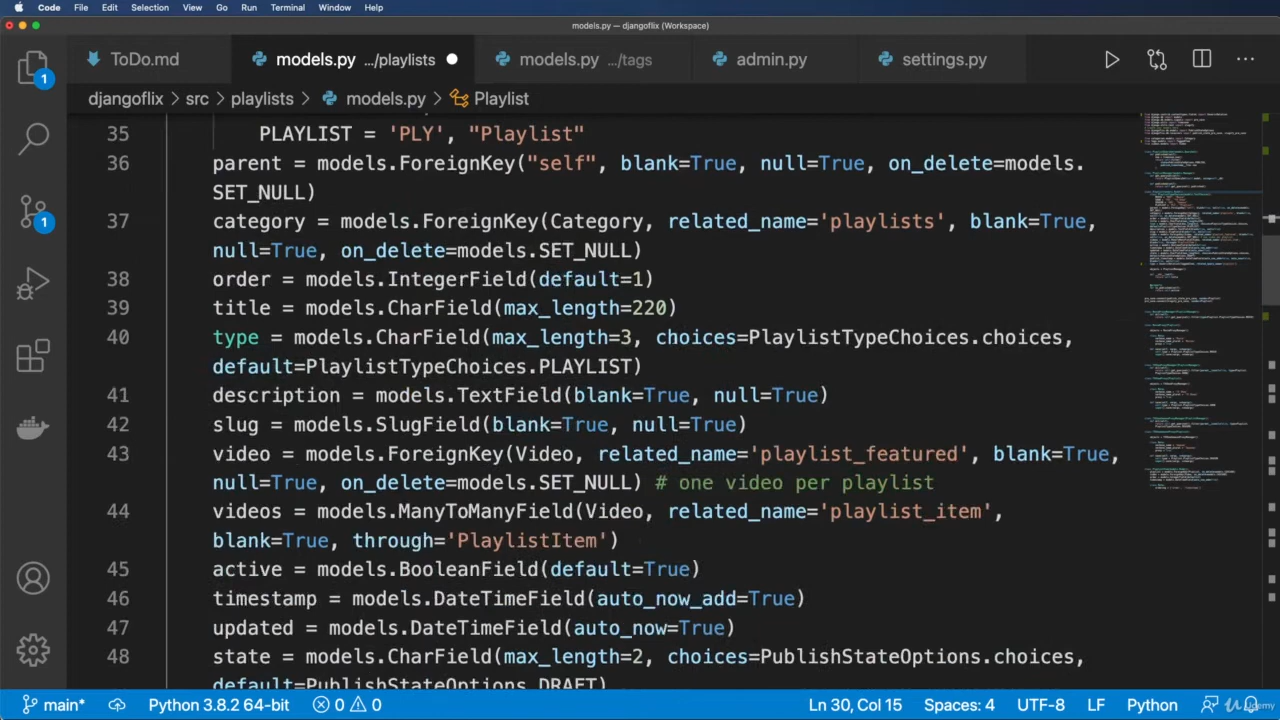 Code File Edit Selection View Go Run Terminal Window Help
models.py — djangoflix (Workspace)
ToDo.md models.py .../playlists models.py .../tags admin.py settings.py
djangoflix > src > playlists > models.py > Playlist
35 PLAYLIST = 'PLY', "Playlist"
36 parent = models.ForeignKey("self", blank=True, null=True, on_delete=models.
SET_NULL)
37 category = models.ForeignKey(Category, related_name='playlists', blank=True,
null=True, on_delete=models.SET_NULL)
38 order = models.IntegerField(default=1)
39 title = models.CharField(max_length=220)
40 type = models.CharField(max_length=3, choices=PlaylistTypeChoices.choices,
default=PlaylistTypeChoices.PLAYLIST)
41 description = models.TextField(blank=True, null=True)
42 slug = models.SlugField(blank=True, null=True)
43 video = models.ForeignKey(Video, related_name='playlist_featured', blank=True,
null=True, on_delete=models.SET_NULL) # one video per playlist
44 videos = models.ManyToManyField(Video, related_name='playlist_item',
blank=True, through='PlaylistItem')
45 active = models.BooleanField(default=True)
46 timestamp = models.DateTimeField(auto_now_add=True)
47 updated = models.DateTimeField(auto_now=True)
48 state = models.CharField(max_length=2, choices=PublishStateOptions.choices,
default=PublishStateOptions.DRAFT)
1
1
main* Python 3.8.2 64-bit 0 0 Ln 30, Col 15 Spaces: 4 UTF-8 LF Python
Udemy